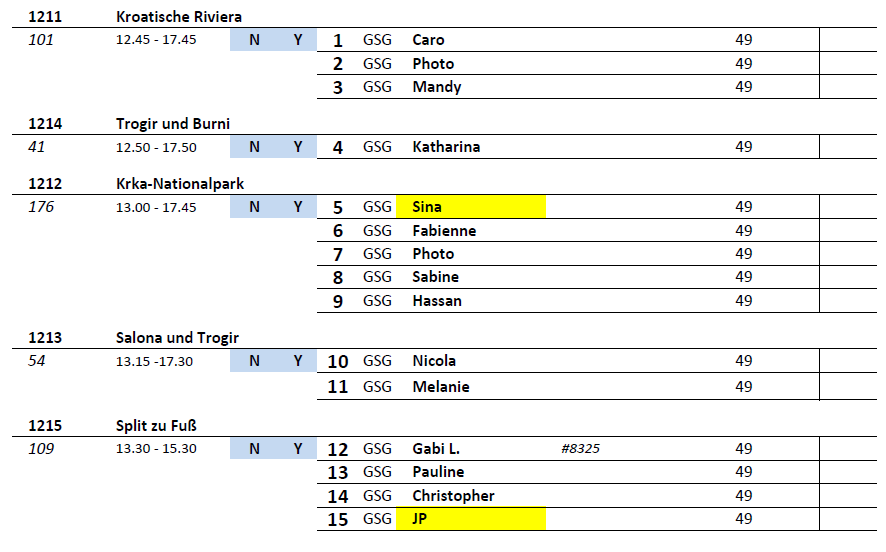 1211 Kroatische Riviera
101 12.45 - 17.45 N Y 1 GSG Caro 49
2 GSG Photo 49
3 GSG Mandy 49
1214 Trogir und Burni
41 12.50 - 17.50 N Y 4 GSG Katharina 49
1212 Krka-Nationalpark
176 13.00 - 17.45 N Y 5 GSG Sina 49
6 GSG Fabienne 49
7 GSG Photo 49
8 GSG Sabine 49
9 GSG Hassan 49
1213 Salona und Trogir
54 13.15 -17.30 N Y 10 GSG Nicola 49
11 GSG Melanie 49
1215 Split zu Fuß
109 13.30 - 15.30 N Y 12 GSG Gabi L. #8325 49
13 GSG Pauline 49
14 GSG Christopher 49
15 GSG JP 49